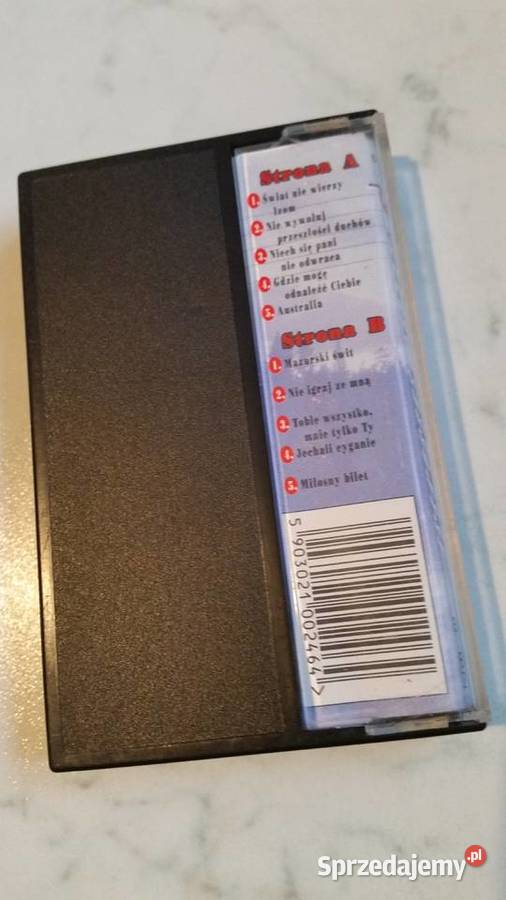 Strona A
1. Świat nie wierzy
łzom
2. Nie wywołuj
przeszłości duchów
3. Niech się pani
nie odwraca
4. Gdzie mogę
odnaleźć Ciebie
5. Australia
Strona B
1. Mazurski świt
2. Nie igraj ze mną
3. Tobie wszystko,
mnie tylko Ty
4. Jechali cyganie
5. Miłosny bilet
5 903021 002464 >
Sprzedajemy.pl